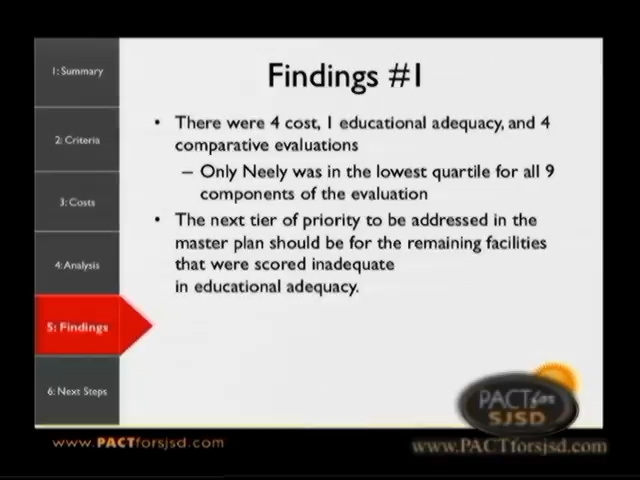 Findings #1
1: Summary
2: Criteria
3: Costs
4: Analysis
5: Findings
6: Next Steps
• There were 4 cost, 1 educational adequacy, and 4
comparative evaluations
– Only Neely was in the lowest quartile for all 9
components of the evaluation
• The next tier of priority to be addressed in the
master plan should be for the remaining facilities
that were scored inadequate
in educational adequacy.
PACT for
SJSD
www.PACTforsjsd.com
www.PACTforsjsd.com